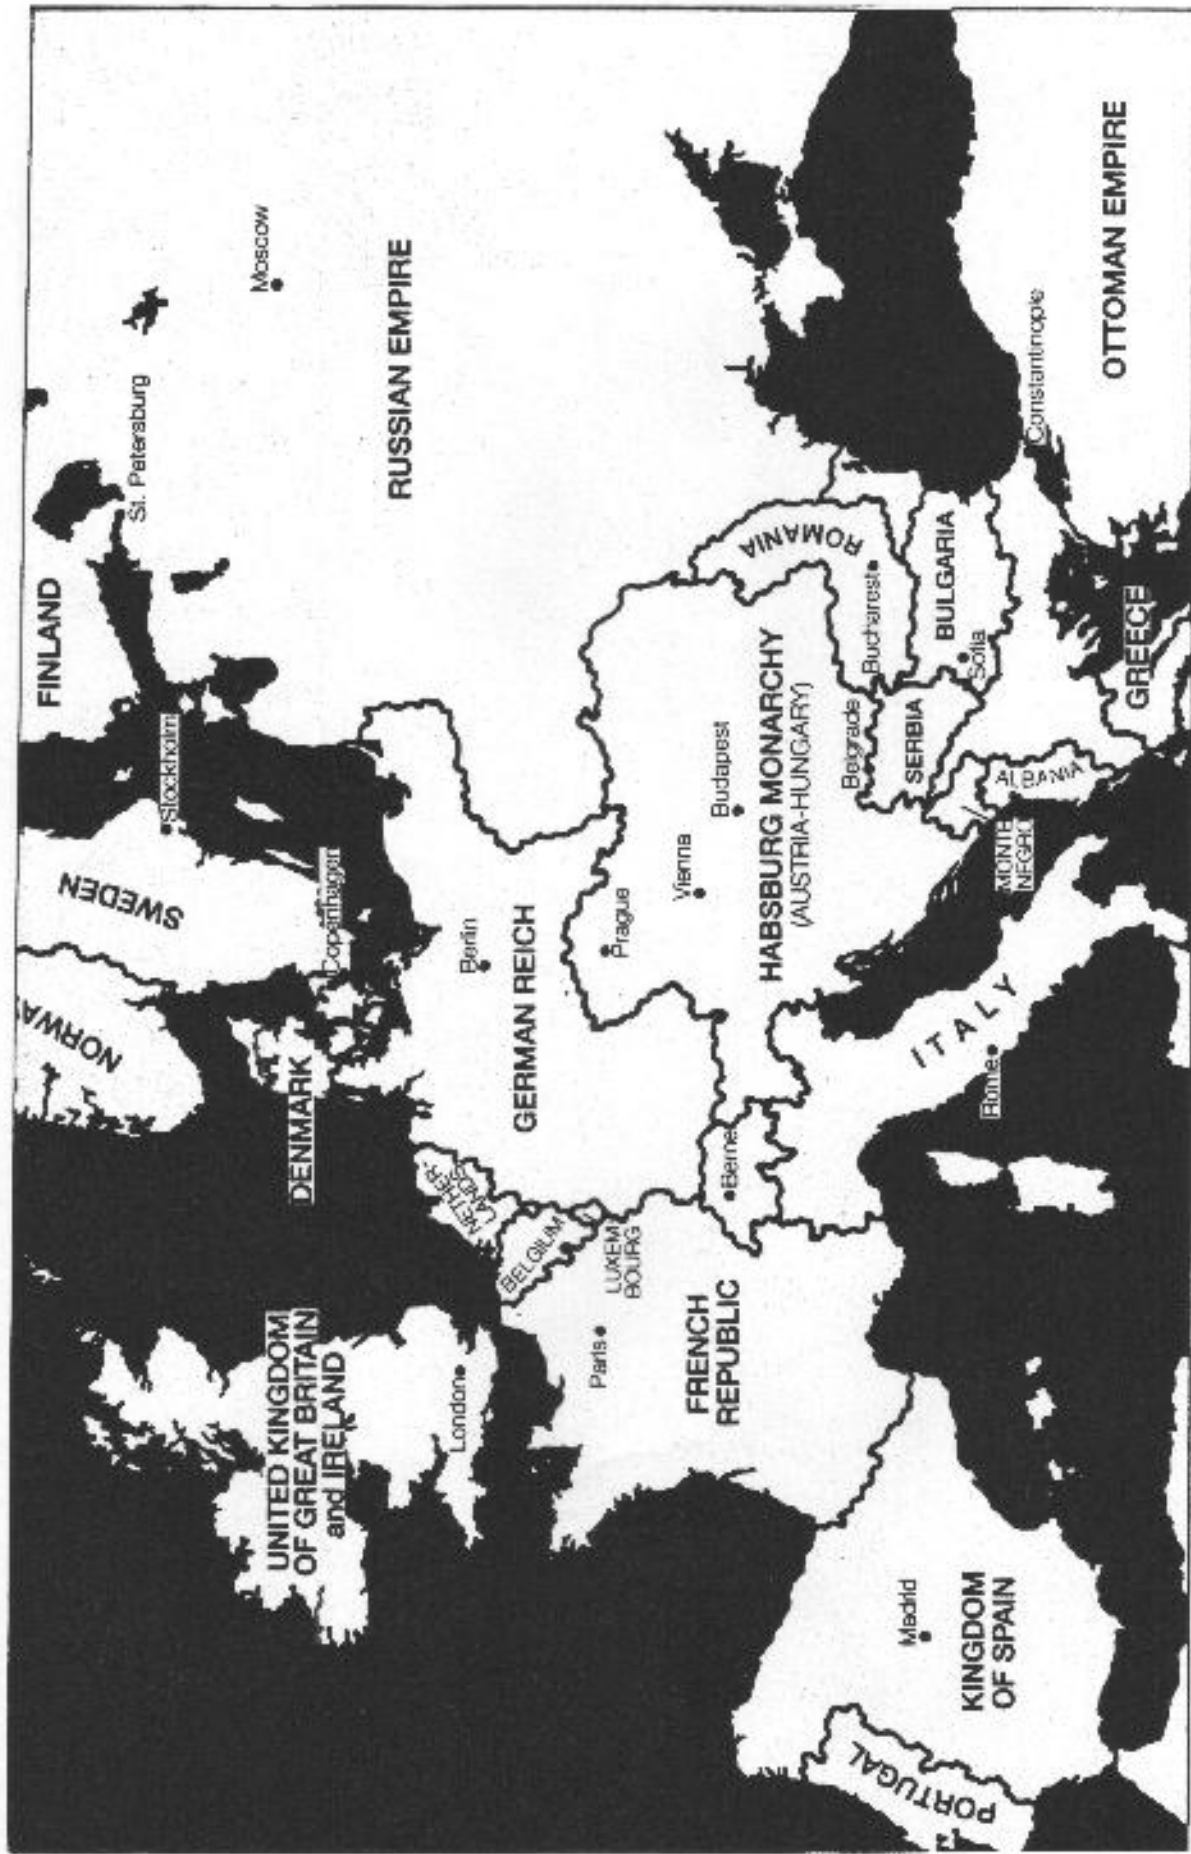 NORWA
SWEDEN
FINLAND
Stockholm
St. Petersburg
Moscow
DENMARK
Copenhagen
UNITED KINGDOM
OF GREAT BRITAIN
and IRELAND
London
NETHER-
LANDS
BELGIUM
LUXEM
BOURG
Berlin
GERMAN REICH
RUSSIAN EMPIRE
Paris
FRENCH
REPUBLIC
Berne
Prague
Vienna
Budapest
HABSBURG MONARCHY
(AUSTRIA-HUNGARY)
ROMANIA
Bucharest
Belgrade
SERBIA
BULGARIA
Sofia
MONTE
NEGRO
ALBANIA
ITALY
Rome
Madrid
KINGDOM
OF SPAIN
PORTUGAL
GREECE
Constantinople
OTTOMAN EMPIRE